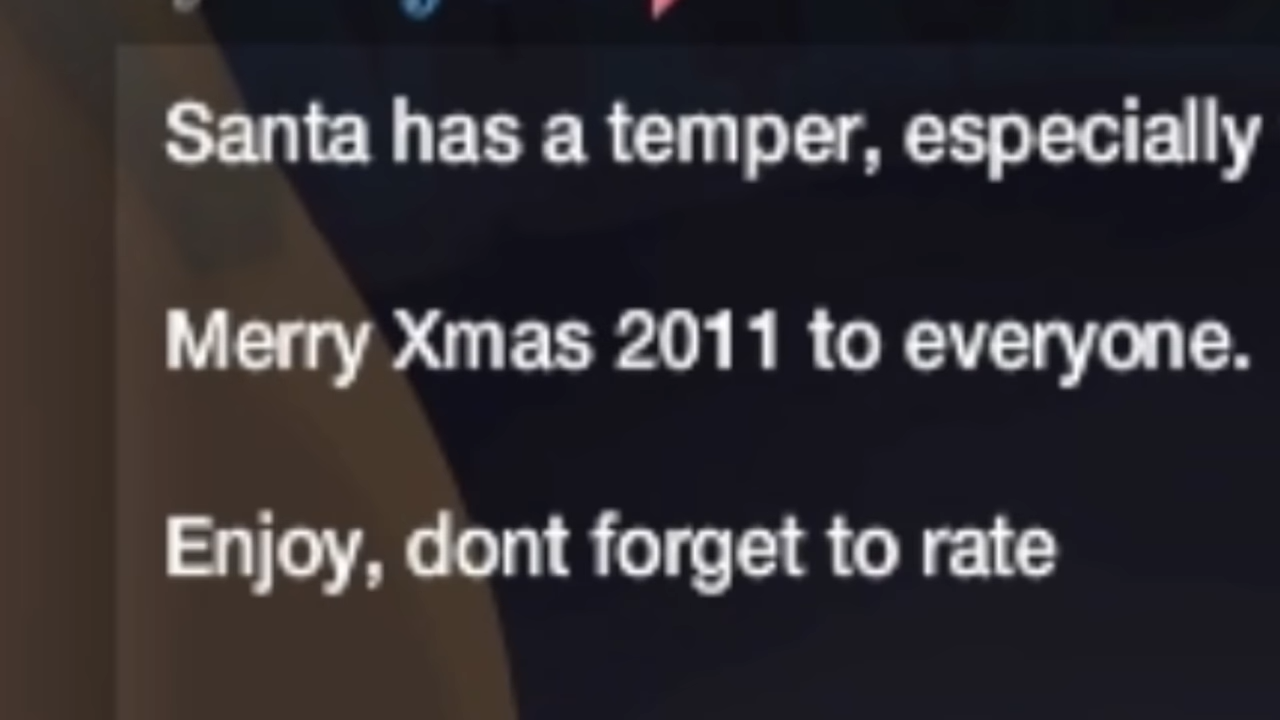 Santa has a temper, especially
Merry Xmas 2011 to everyone.
Enjoy, dont forget to rate